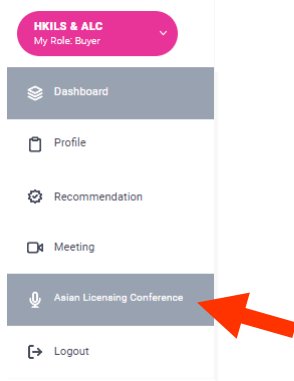 HKILS & ALC
My Role: Buyer
Dashboard
Profile
Recommendation
Meeting
Asian Licensing Conference
Logout